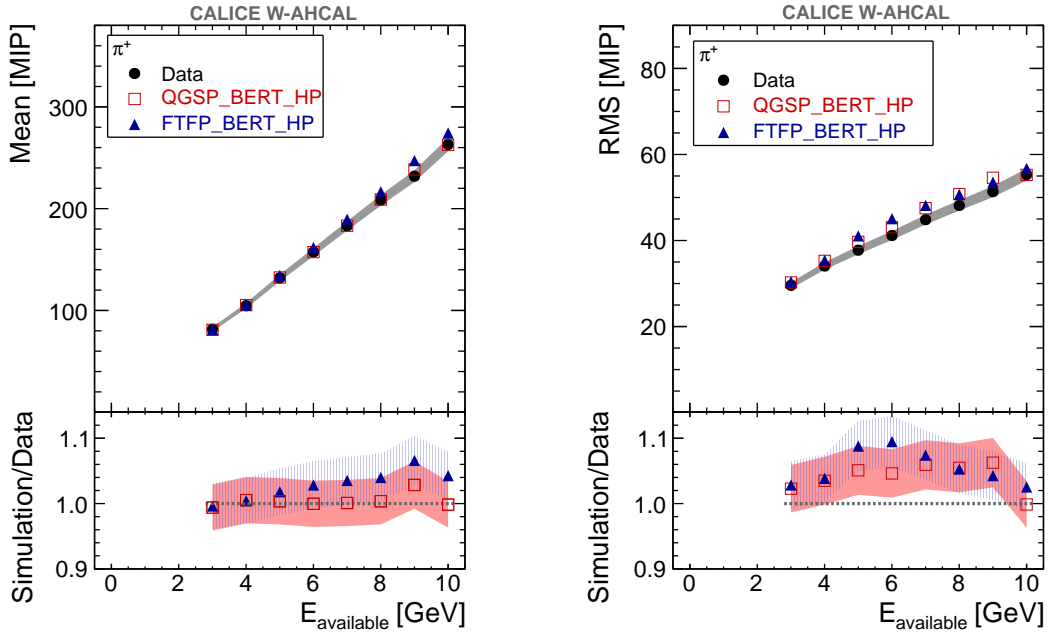 CALICE W-AHCAL
Mean [MIP]
π+
Data
QGSP_BERT_HP
FTFP_BERT_HP
300
200
100
Simulation/Data
1.1
1.0
0.9
0 2 4 6 8 10
E_available [GeV]
CALICE W-AHCAL
RMS [MIP]
π+
Data
QGSP_BERT_HP
FTFP_BERT_HP
80
60
40
20
Simulation/Data
1.1
1.0
0.9
0 2 4 6 8 10
E_available [GeV]